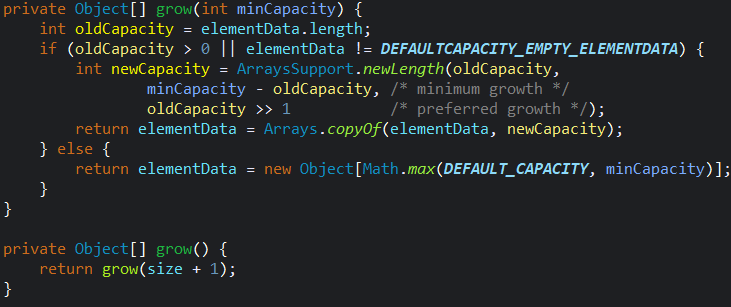 private Object[] grow(int minCapacity) {
    int oldCapacity = elementData.length;
    if (oldCapacity > 0 || elementData != DEFAULTCAPACITY_EMPTY_ELEMENTDATA) {
        int newCapacity = ArraysSupport.newLength(oldCapacity,
                minCapacity - oldCapacity, /* minimum growth */
                oldCapacity >> 1           /* preferred growth */);
        return elementData = Arrays.copyOf(elementData, newCapacity);
    } else {
        return elementData = new Object[Math.max(DEFAULT_CAPACITY, minCapacity)];
    }
}

private Object[] grow() {
    return grow(size + 1);
}